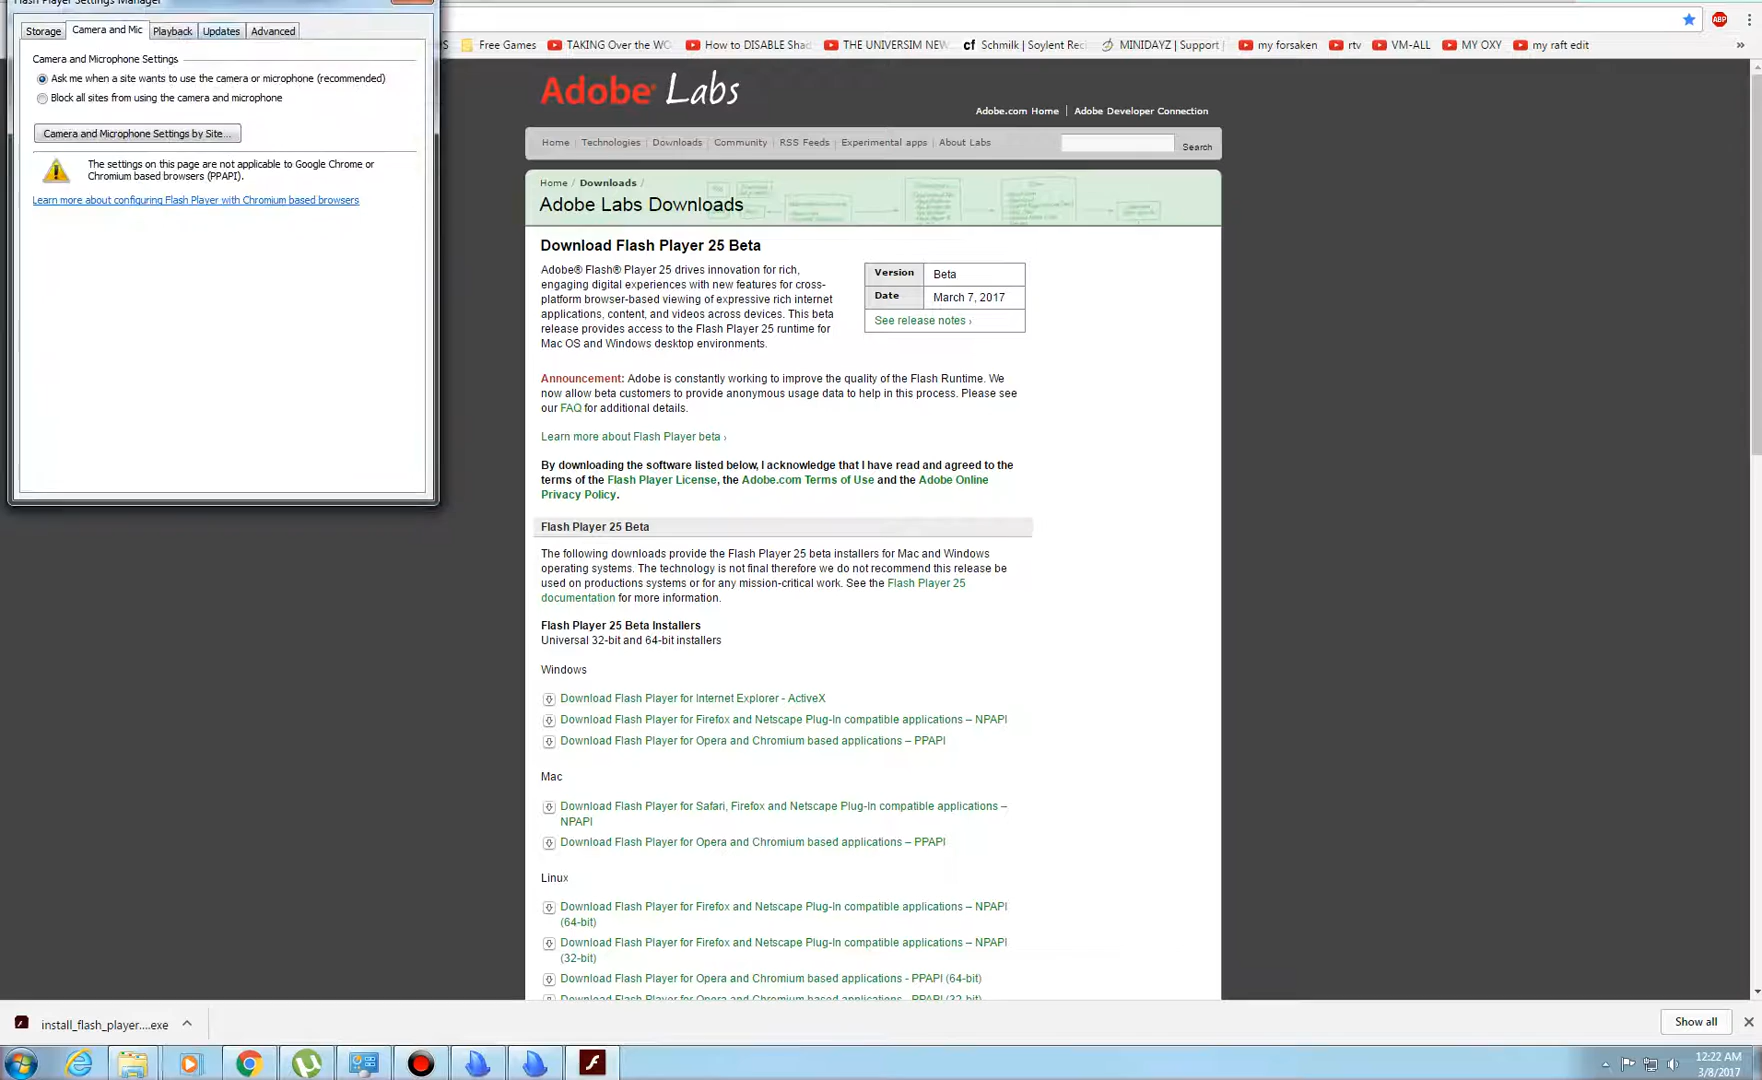 Flash Player Settings Manager
Storage
Camera and Mic
Playback
Updates
Advanced
Camera and Microphone Settings
Ask me when a site wants to use the camera or microphone (recommended)
Block all sites from using the camera and microphone
Camera and Microphone Settings by Site...
The settings on this page are not applicable to Google Chrome or
Chromium based browsers (PPAPI).
Learn more about configuring Flash Player with Chromium based browsers
S
Free Games
TAKING Over the WO
How to DISABLE Shad
THE UNIVERSIM NEW
cf Schmilk | Soylent Reci
MINIDAYZ | Support
my forsaken
rtv
VM-ALL
MY OXY
my raft edit
»
ABP
Adobe® Labs
Adobe.com Home | Adobe Developer Connection
Home | Technologies | Downloads | Community | RSS Feeds | Experimental apps | About Labs
Search
Home / Downloads /
Adobe Labs Downloads
Download Flash Player 25 Beta
Adobe® Flash® Player 25 drives innovation for rich,
engaging digital experiences with new features for cross-
platform browser-based viewing of expressive rich internet
applications, content, and videos across devices. This beta
release provides access to the Flash Player 25 runtime for
Mac OS and Windows desktop environments.
Version Beta
Date March 7, 2017
See release notes ›
Announcement: Adobe is constantly working to improve the quality of the Flash Runtime. We
now allow beta customers to provide anonymous usage data to help in this process. Please see
our FAQ for additional details.
Learn more about Flash Player beta ›
By downloading the software listed below, I acknowledge that I have read and agreed to the
terms of the Flash Player License, the Adobe.com Terms of Use and the Adobe Online
Privacy Policy.
Flash Player 25 Beta
The following downloads provide the Flash Player 25 beta installers for Mac and Windows
operating systems. The technology is not final therefore we do not recommend this release be
used on productions systems or for any mission-critical work. See the Flash Player 25
documentation for more information.
Flash Player 25 Beta Installers
Universal 32-bit and 64-bit installers
Windows
Download Flash Player for Internet Explorer - ActiveX
Download Flash Player for Firefox and Netscape Plug-In compatible applications – NPAPI
Download Flash Player for Opera and Chromium based applications – PPAPI
Mac
Download Flash Player for Safari, Firefox and Netscape Plug-In compatible applications –
NPAPI
Download Flash Player for Opera and Chromium based applications – PPAPI
Linux
Download Flash Player for Firefox and Netscape Plug-In compatible applications – NPAPI
(64-bit)
Download Flash Player for Firefox and Netscape Plug-In compatible applications – NPAPI
(32-bit)
Download Flash Player for Opera and Chromium based applications - PPAPI (64-bit)
Download Flash Player for Opera and Chromium based applications - PPAPI (32-bit)
install_flash_player....exe
Show all
12:22 AM
3/8/2017